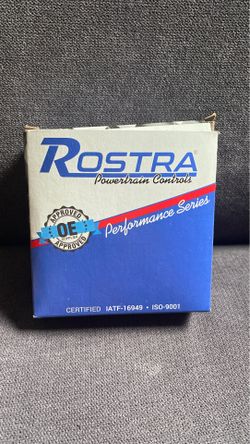 ROSTRA®
Powertrain Controls
APPROVED
OE
APPROVED
Performance Series
CERTIFIED IATF-16949 • ISO-9001